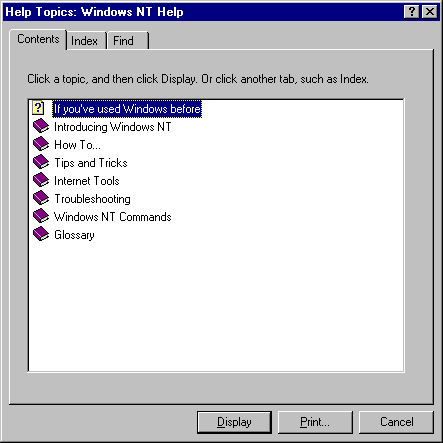 Help Topics: Windows NT Help
Contents
Index
Find
Click a topic, and then click Display. Or click another tab, such as Index.
If you've used Windows before
Introducing Windows NT
How To...
Tips and Tricks
Internet Tools
Troubleshooting
Windows NT Commands
Glossary
Display
Print...
Cancel